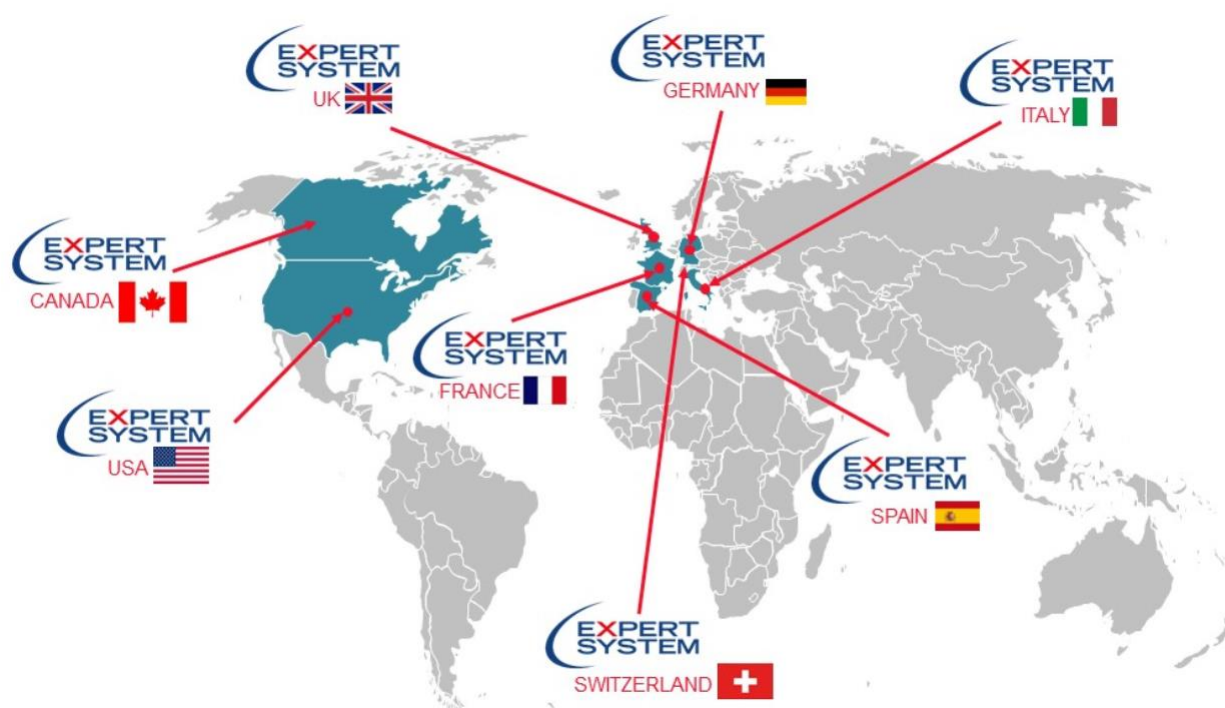 EXPERT
SYSTEM
UK
EXPERT
SYSTEM
GERMANY
EXPERT
SYSTEM
ITALY
EXPERT
SYSTEM
CANADA
EXPERT
SYSTEM
FRANCE
EXPERT
SYSTEM
USA
EXPERT
SYSTEM
SPAIN
EXPERT
SYSTEM
SWITZERLAND